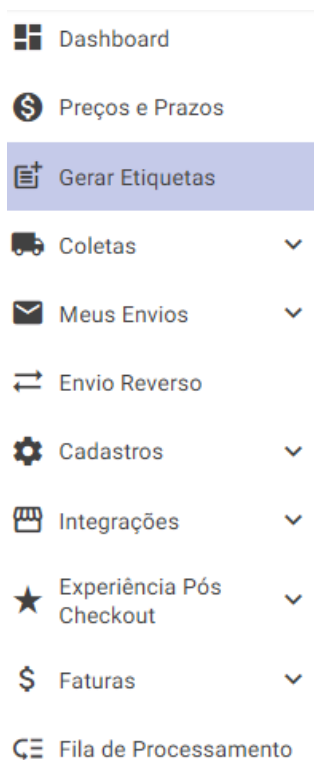 Dashboard
Preços e Prazos
Gerar Etiquetas
Coletas
Meus Envios
Envio Reverso
Cadastros
Integrações
Experiência Pós
Checkout
Faturas
Fila de Processamento